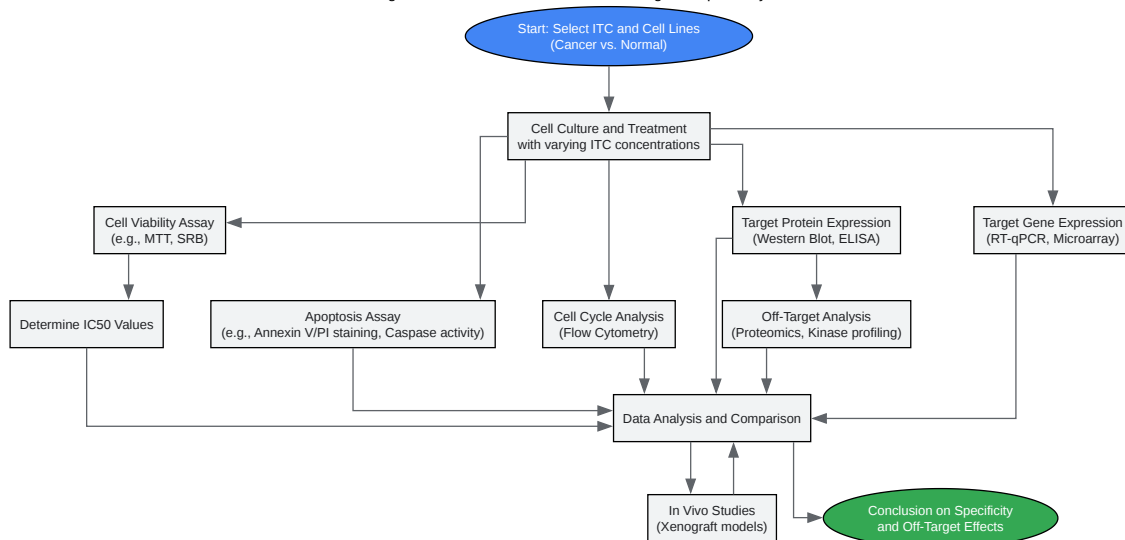 Start: Select ITC and Cell Lines
(Cancer vs. Normal)
Cell Culture and Treatment
with varying ITC concentrations
Cell Viability Assay
(e.g., MTT, SRB)
Target Protein Expression
(Western Blot, ELISA)
Target Gene Expression
(RT-qPCR, Microarray)
Determine IC50 Values
Apoptosis Assay
(e.g., Annexin V/PI staining, Caspase activity)
Cell Cycle Analysis
(Flow Cytometry)
Off-Target Analysis
(Proteomics, Kinase profiling)
Data Analysis and Comparison
In Vivo Studies
(Xenograft models)
Conclusion on Specificity
and Off-Target Effects